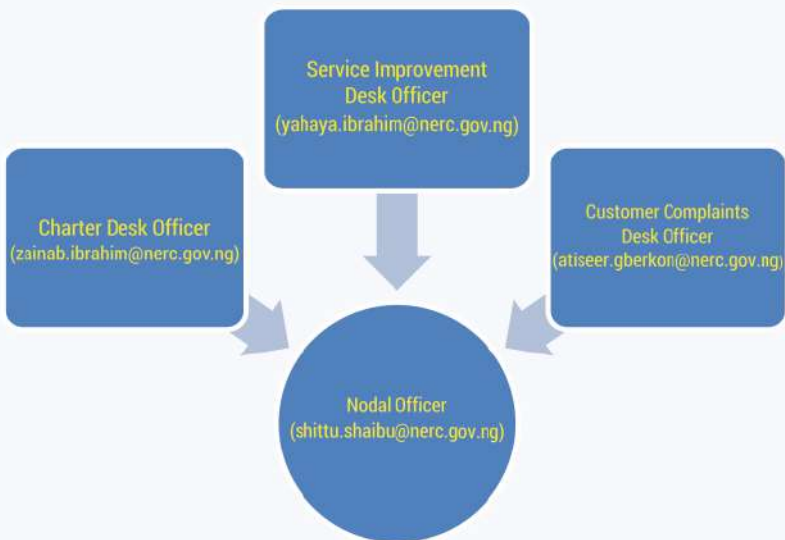 Service Improvement
Desk Officer
(yahaya.ibrahim@nerc.gov.ng)
Charter Desk Officer
(zainab.ibrahim@nerc.gov.ng)
Customer Complaints
Desk Officer
(atiseer.gberkon@nerc.gov.ng)
Nodal Officer
(shittu.shaibu@nerc.gov.ng)